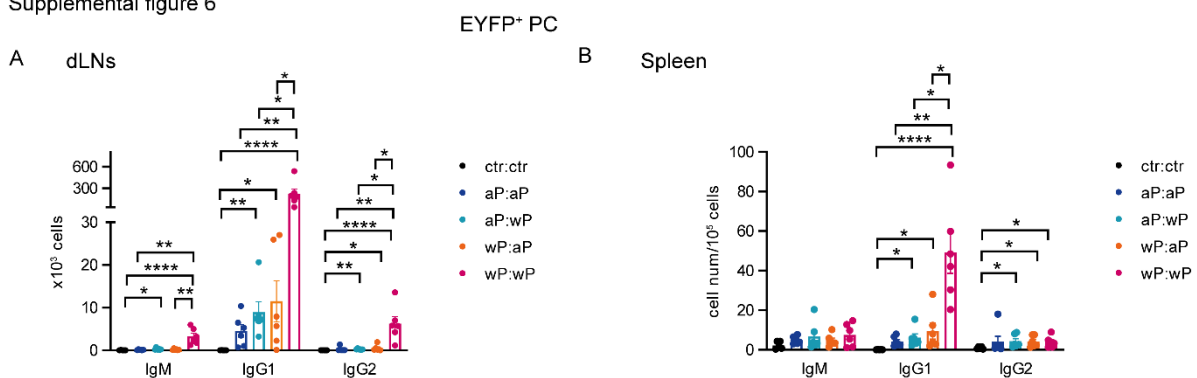 Supplemental figure 6
EYFP⁺ PC
A dLNs
B Spleen
* 
*
**
****
*
**
**
****
*
**
*
*
**
****
*
**
x10³ cells
600
300
30
20
10
0
IgM IgG1 IgG2
ctr:ctr
aP:aP
aP:wP
wP:aP
wP:wP
*
*
**
****
*
*
*
*
*
cell num/10⁵ cells
100
80
60
40
20
0
IgM IgG1 IgG2
ctr:ctr
aP:aP
aP:wP
wP:aP
wP:wP